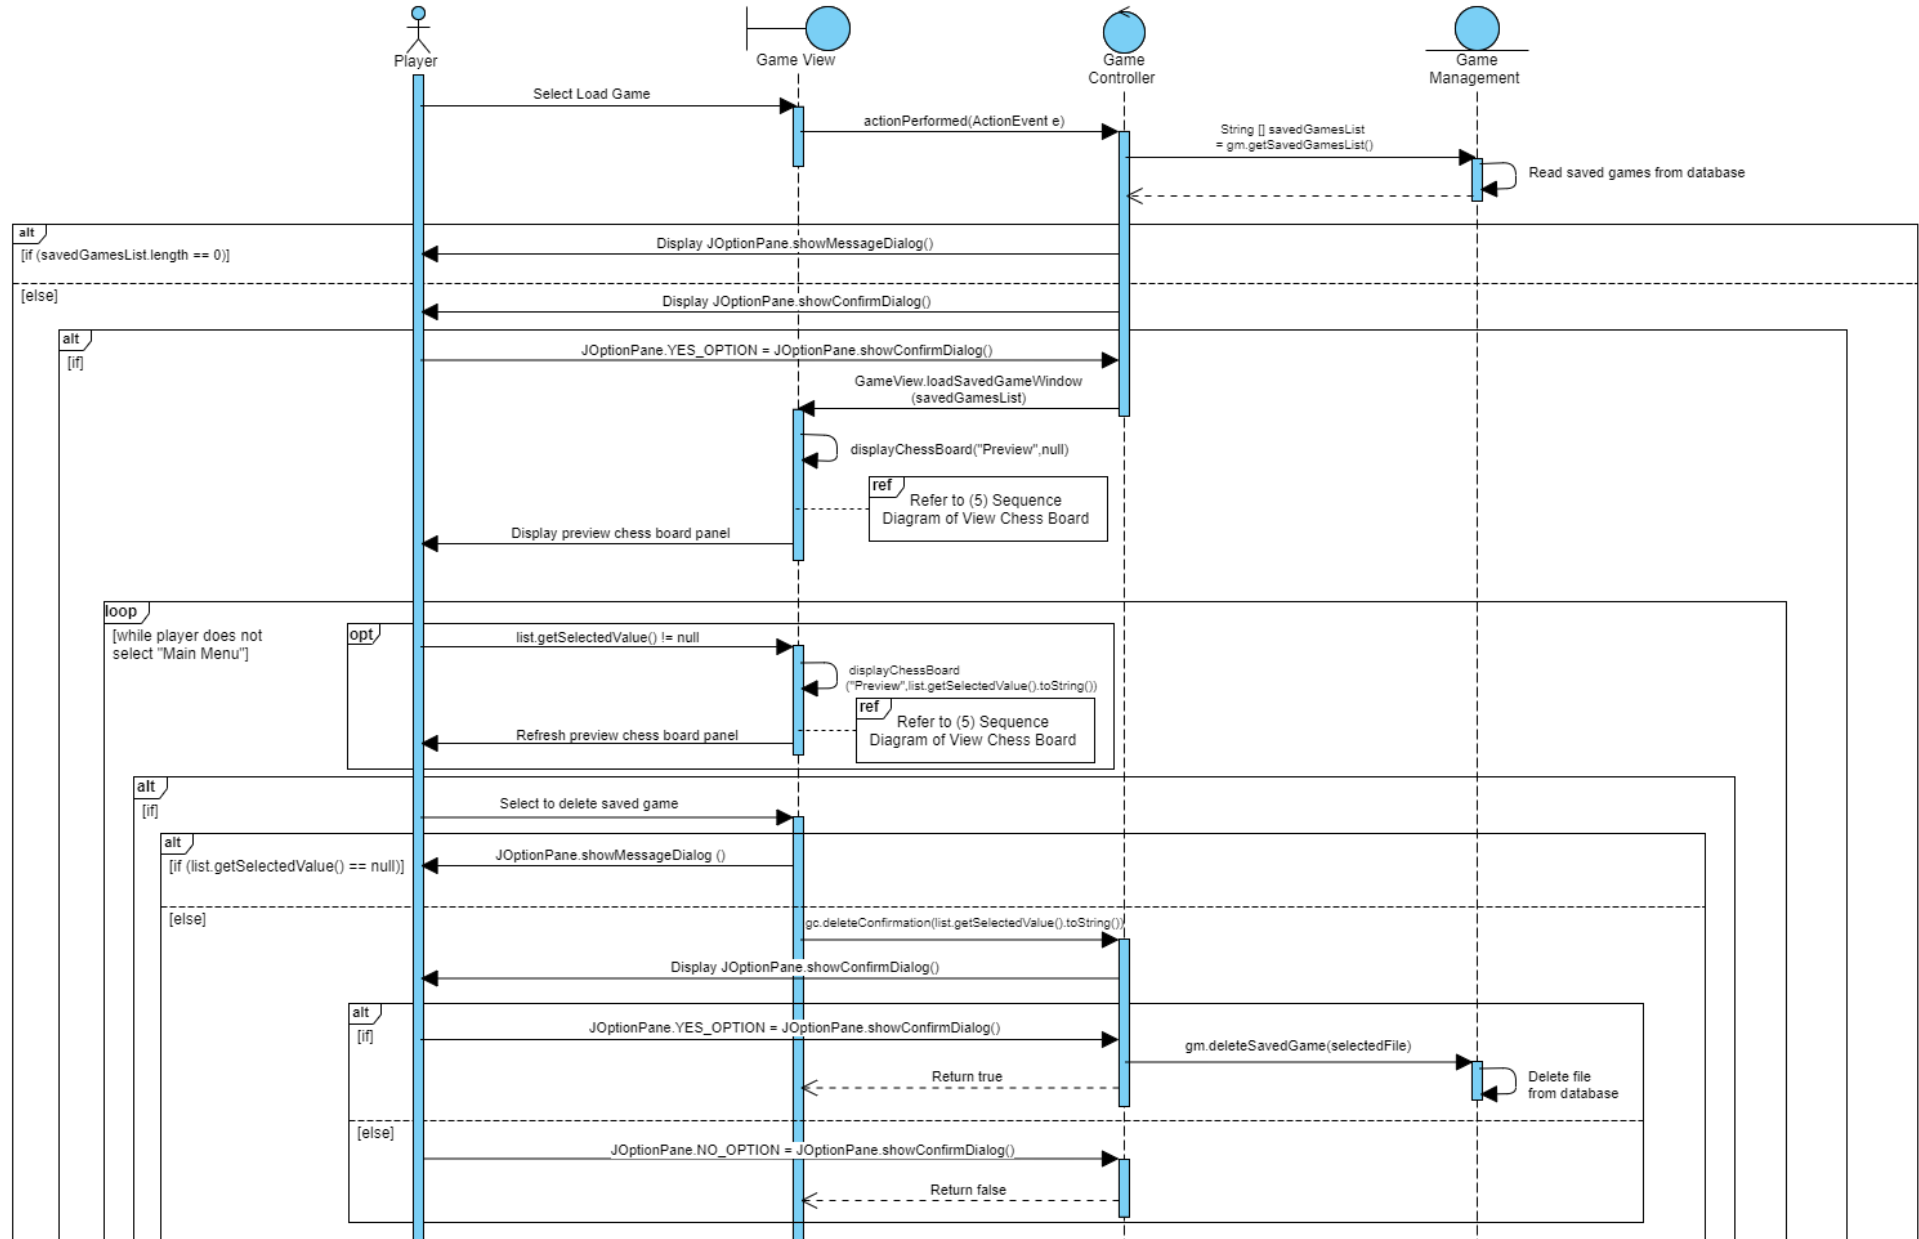 Player
Game View
Game
Controller
Game
Management
Select Load Game
actionPerformed(ActionEvent e)
String [] savedGamesList
= gm.getSavedGamesList()
Read saved games from database
alt
[if (savedGamesList.length == 0)]
Display JOptionPane.showMessageDialog()
[else]
Display JOptionPane.showConfirmDialog()
alt
[if]
JOptionPane.YES_OPTION = JOptionPane.showConfirmDialog()
GameView.loadSavedGameWindow
(savedGamesList)
displayChessBoard("Preview",null)
ref
Refer to (5) Sequence
Diagram of View Chess Board
Display preview chess board panel
loop
[while player does not
select "Main Menu"]
opt
list.getSelectedValue() != null
displayChessBoard
("Preview",list.getSelectedValue().toString())
ref
Refer to (5) Sequence
Diagram of View Chess Board
Refresh preview chess board panel
alt
[if]
Select to delete saved game
alt
[if (list.getSelectedValue() == null)]
JOptionPane.showMessageDialog ()
[else]
gc.deleteConfirmation(list.getSelectedValue().toString())
Display JOptionPane.showConfirmDialog()
alt
[if]
JOptionPane.YES_OPTION = JOptionPane.showConfirmDialog()
gm.deleteSavedGame(selectedFile)
Return true
Delete file
from database
[else]
JOptionPane.NO_OPTION = JOptionPane.showConfirmDialog()
Return false